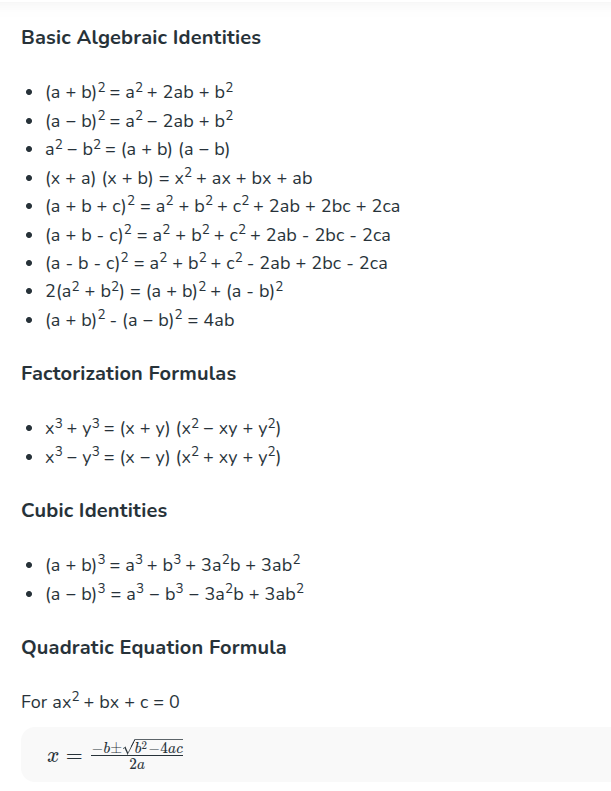 Basic Algebraic Identities
• (a + b)² = a² + 2ab + b²
• (a – b)² = a² – 2ab + b²
• a² – b² = (a + b) (a – b)
• (x + a) (x + b) = x² + ax + bx + ab
• (a + b + c)² = a² + b² + c² + 2ab + 2bc + 2ca
• (a + b - c)² = a² + b² + c² + 2ab - 2bc - 2ca
• (a - b - c)² = a² + b² + c² - 2ab + 2bc - 2ca
• 2(a² + b²) = (a + b)² + (a - b)²
• (a + b)² - (a – b)² = 4ab
Factorization Formulas
• x³ + y³ = (x + y) (x² – xy + y²)
• x³ – y³ = (x – y) (x² + xy + y²)
Cubic Identities
• (a + b)³ = a³ + b³ + 3a²b + 3ab²
• (a – b)³ = a³ – b³ – 3a²b + 3ab²
Quadratic Equation Formula
For ax² + bx + c = 0
x = \frac{-b±\sqrt{b²-4ac}}{2a}